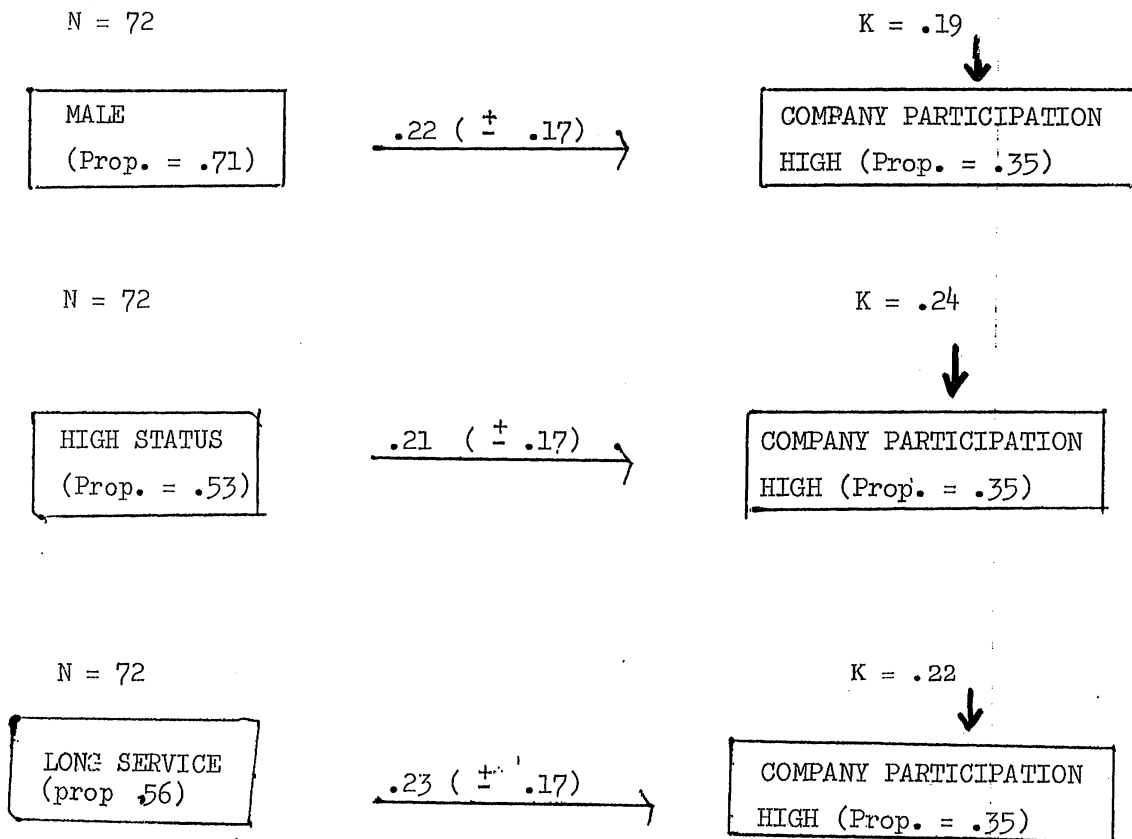 N = 72
K = .19
MALE
(Prop. = .71)
.22 ( ± .17)
COMPANY PARTICIPATION
HIGH (Prop. = .35)
N = 72
K = .24
HIGH STATUS
(Prop. = .53)
.21 ( ± .17)
COMPANY PARTICIPATION
HIGH (Prop. = .35)
N = 72
K = .22
LONG SERVICE
(prop .56)
.23 ( ± .17)
COMPANY PARTICIPATION
HIGH (Prop. = .35)